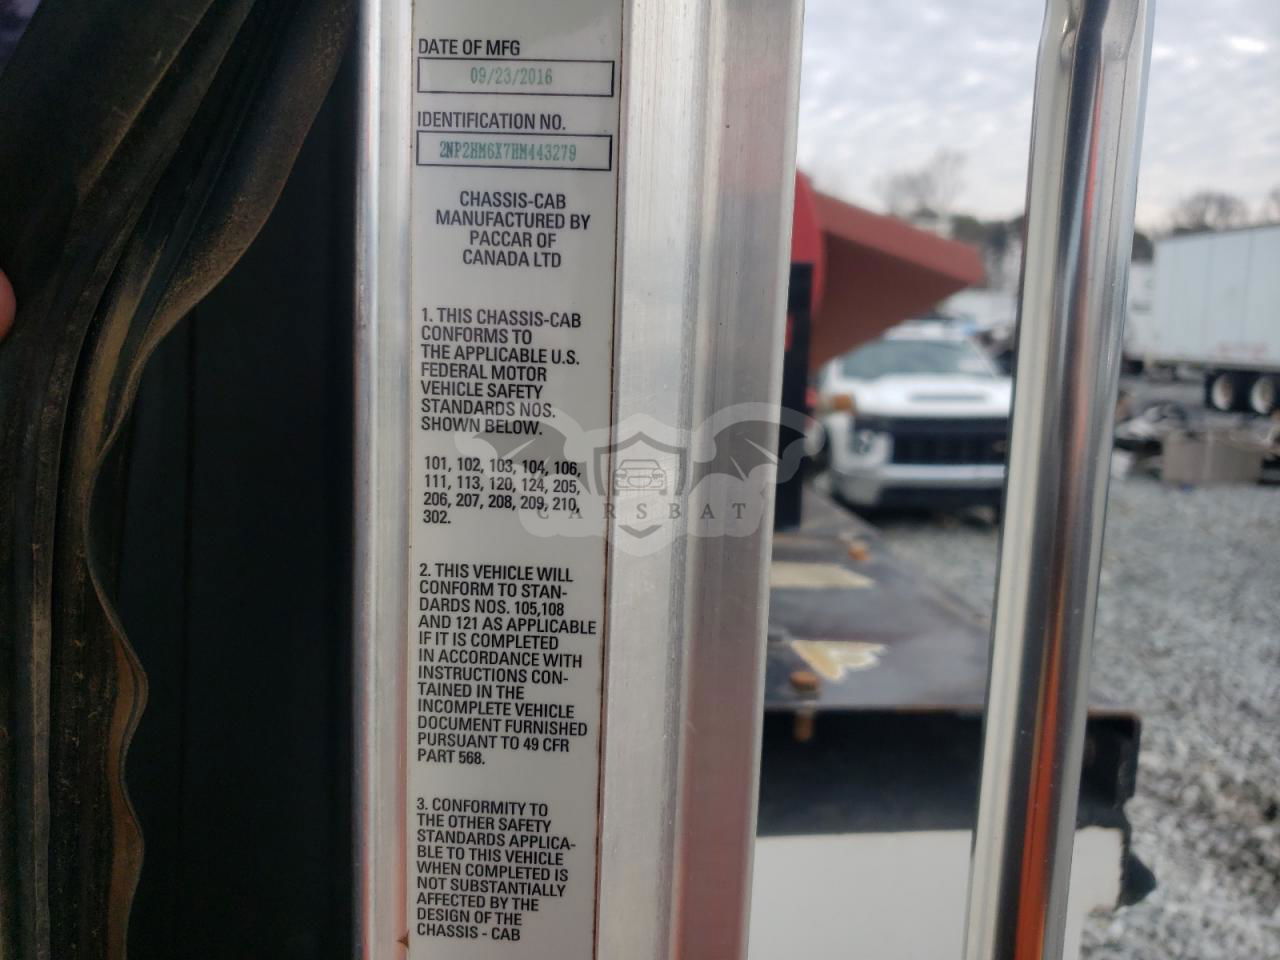 DATE OF MFG
09/23/2016
IDENTIFICATION NO.
2NP2HM6X7HM443279
CHASSIS-CAB
MANUFACTURED BY
PACCAR OF
CANADA LTD
1. THIS CHASSIS-CAB
CONFORMS TO
THE APPLICABLE U.S.
FEDERAL MOTOR
VEHICLE SAFETY
STANDARDS NOS.
SHOWN BELOW.
101, 102, 103, 104, 106,
111, 113, 120, 124, 205,
206, 207, 208, 209, 210,
302.
CARSBAT
2. THIS VEHICLE WILL
CONFORM TO STAN-
DARDS NOS. 105,108
AND 121 AS APPLICABLE
IF IT IS COMPLETED
IN ACCORDANCE WITH
INSTRUCTIONS CON-
TAINED IN THE
INCOMPLETE VEHICLE
DOCUMENT FURNISHED
PURSUANT TO 49 CFR
PART 568.
3. CONFORMITY TO
THE OTHER SAFETY
STANDARDS APPLICA-
BLE TO THIS VEHICLE
WHEN COMPLETED IS
NOT SUBSTANTIALLY
AFFECTED BY THE
DESIGN OF THE
CHASSIS - CAB